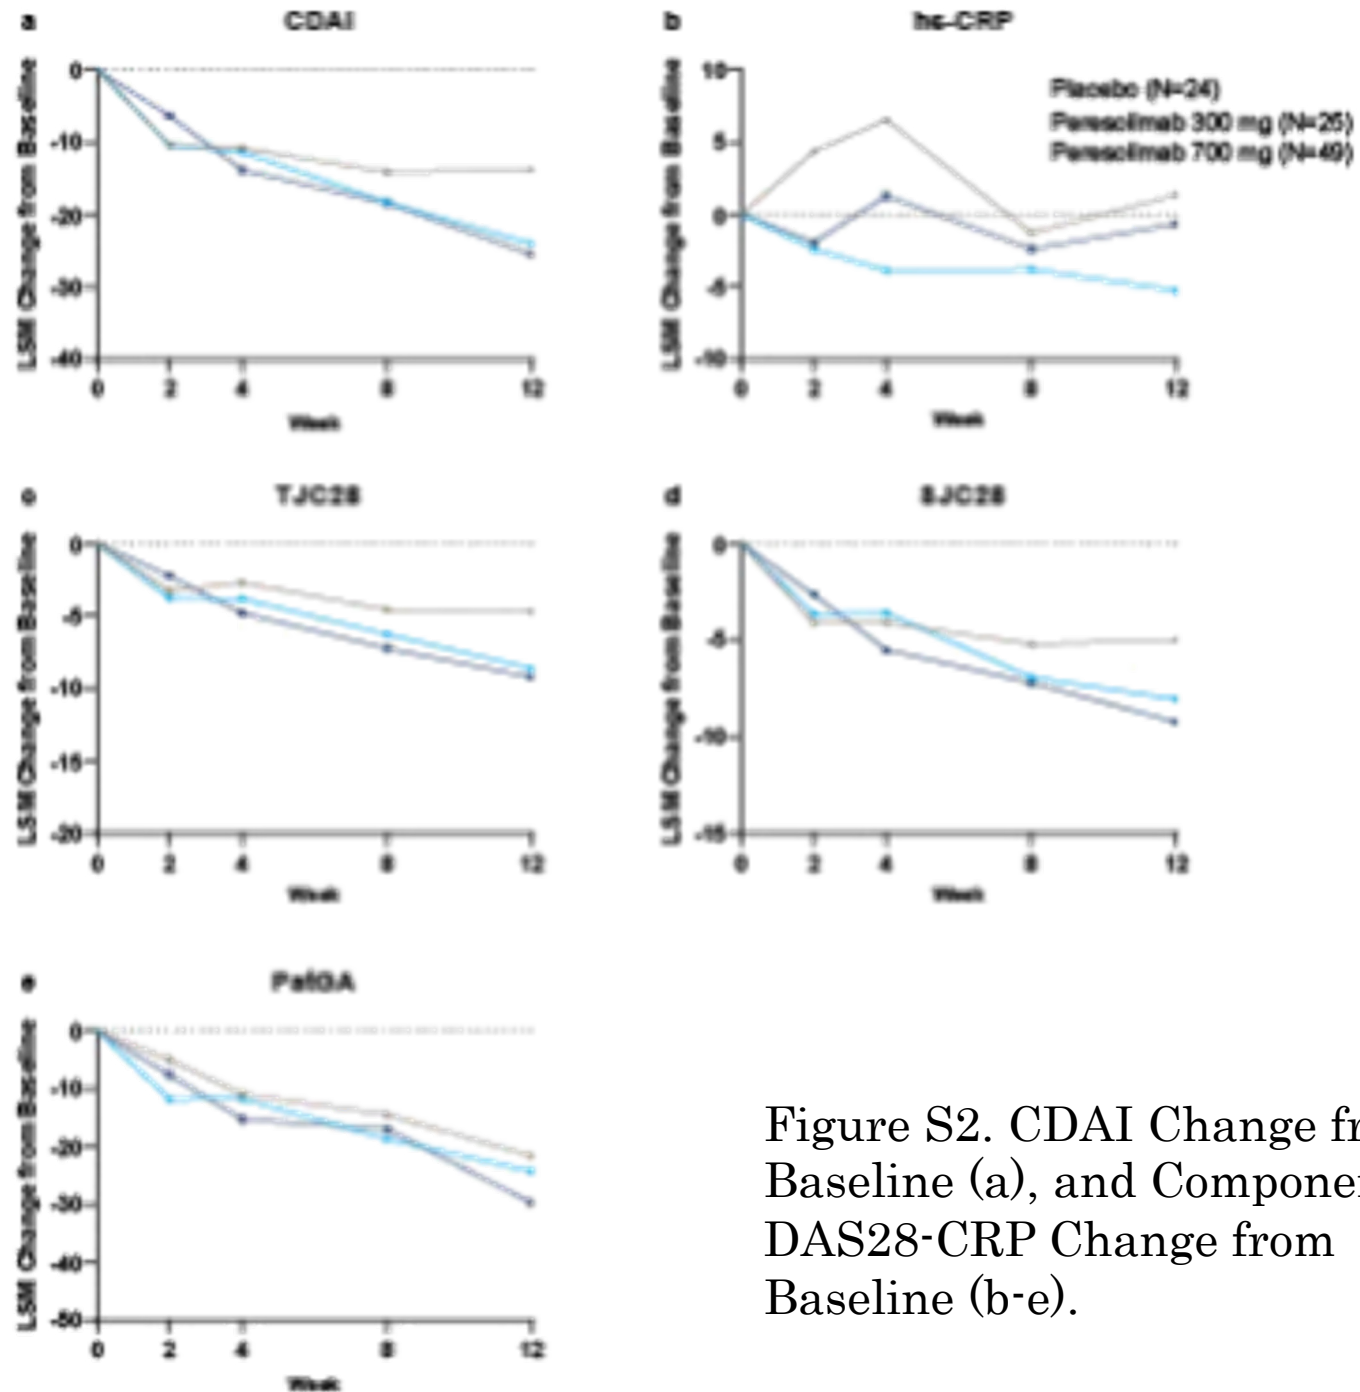 a
CDAI
LSM Change from Baseline
0
-10
-20
-30
-40
0 2 4 8 12
Week
b
hs-CRP
LSM Change from Baseline
10
5
0
-5
-10
0 2 4 8 12
Week
Placebo (N=24)
Peresolimab 300 mg (N=25)
Peresolimab 700 mg (N=49)
c
TJC28
LSM Change from Baseline
0
-5
-10
-15
-20
0 2 4 8 12
Week
d
SJC28
LSM Change from Baseline
0
-5
-10
-15
0 2 4 8 12
Week
e
PatGA
LSM Change from Baseline
0
-10
-20
-30
-40
-50
0 2 4 8 12
Week
Figure S2. CDAI Change fr
Baseline (a), and Compone
DAS28-CRP Change from
Baseline (b-e).